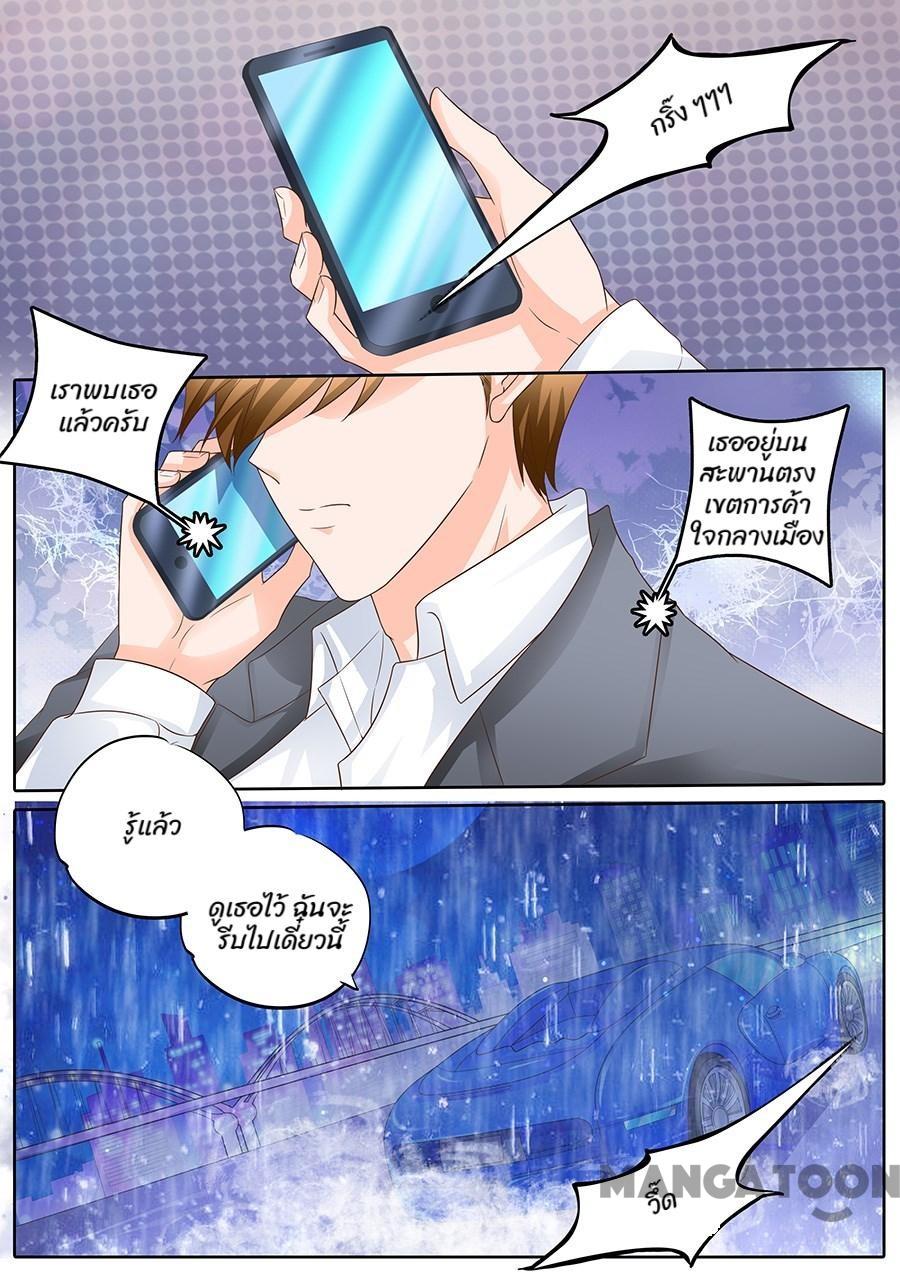 กริ๊ง ๆๆๆ
เราพบเธอ
แล้วครับ
เธออยู่บน
สะพานตรง
เขตการค้า
ใจกลางเมือง
รู้แล้ว
ดูเธอไว้ ฉันจะ
รีบไปเดี๋ยวนี้
วี๊ด
MANGATOON